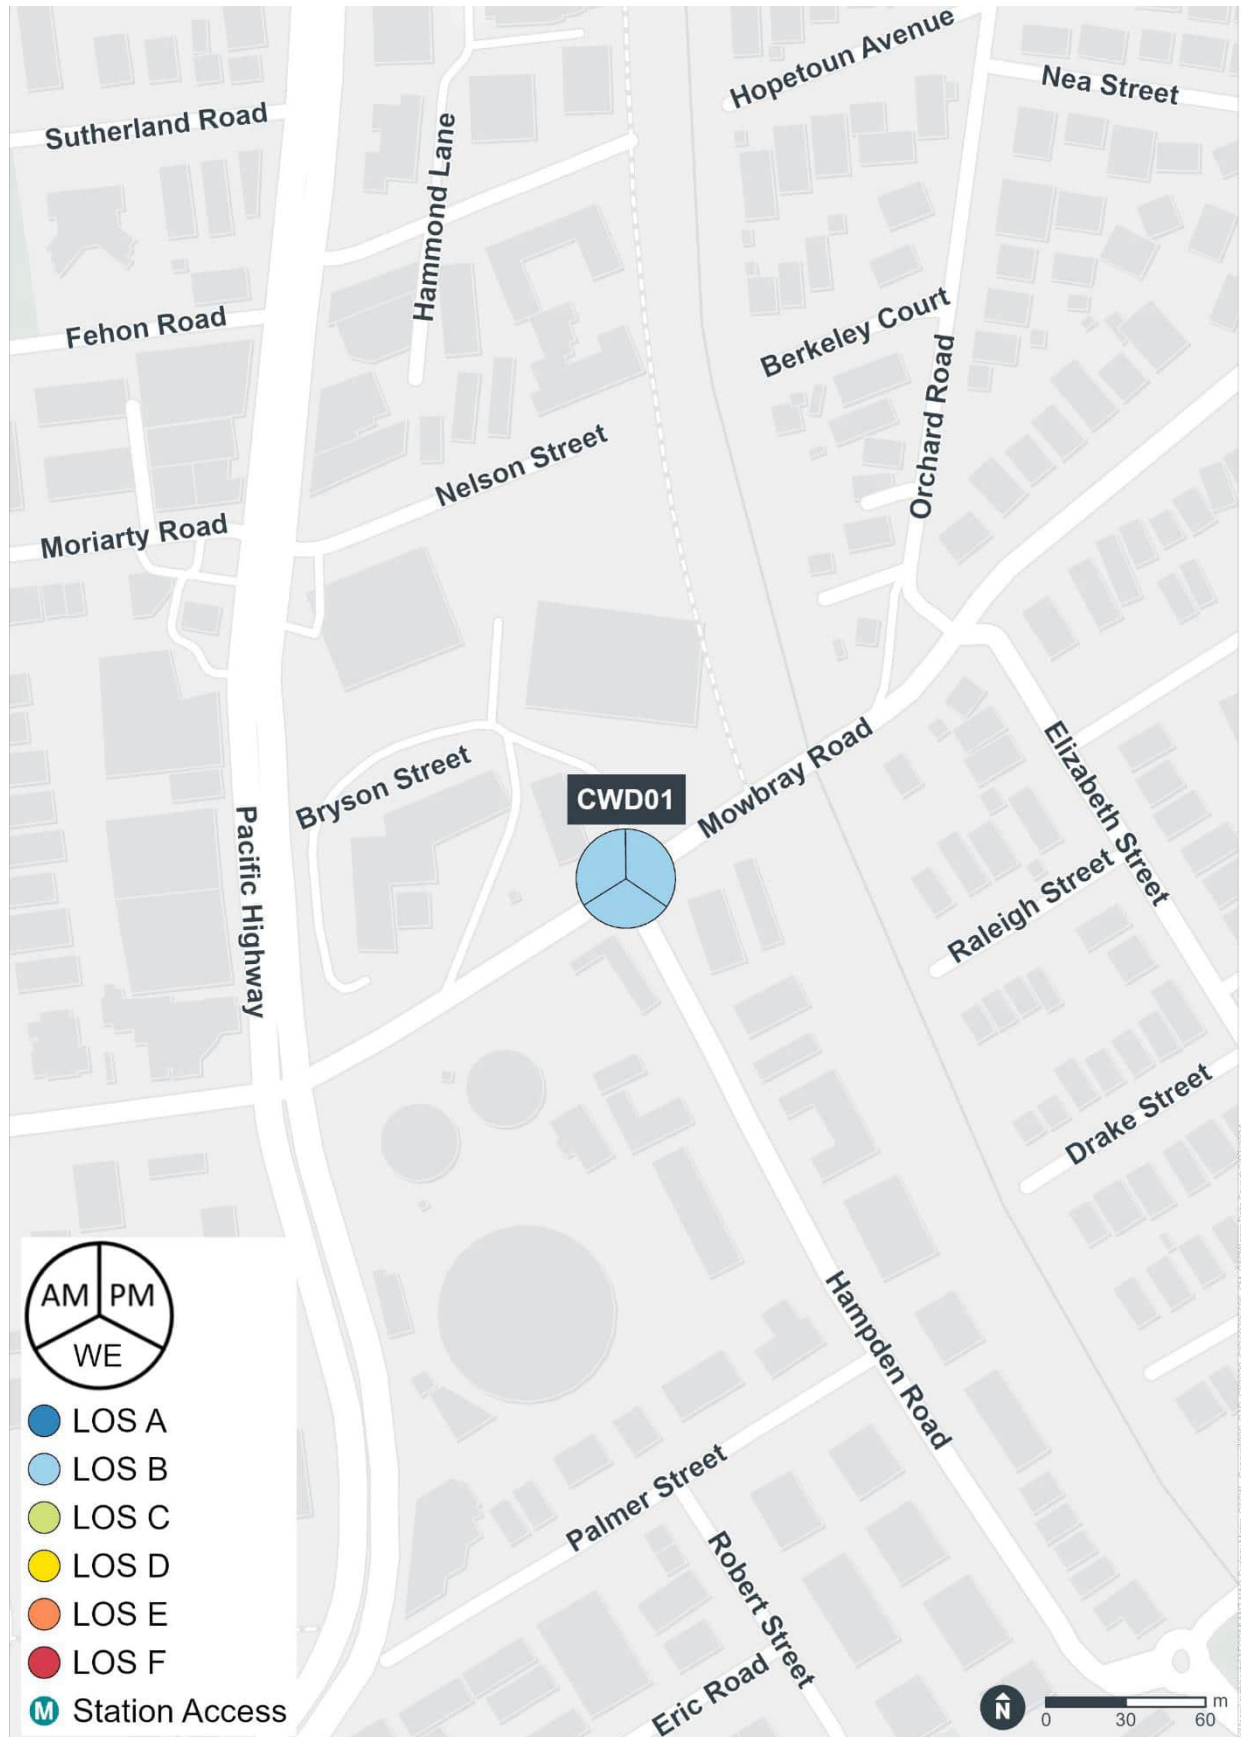 Hopetoun Avenue
Nea Street
Sutherland Road
Hammond Lane
Fehon Road
Berkeley Court
Orchard Road
Nelson Street
Moriarty Road
Bryson Street
CWD01
Mowbray Road
Elizabeth Street
Pacific Highway
Raleigh Street
Drake Street
Hampden Road
Palmer Street
Robert Street
Eric Road
AM PM
WE
LOS A
LOS B
LOS C
LOS D
LOS E
LOS F
M Station Access
N
m
0 30 60